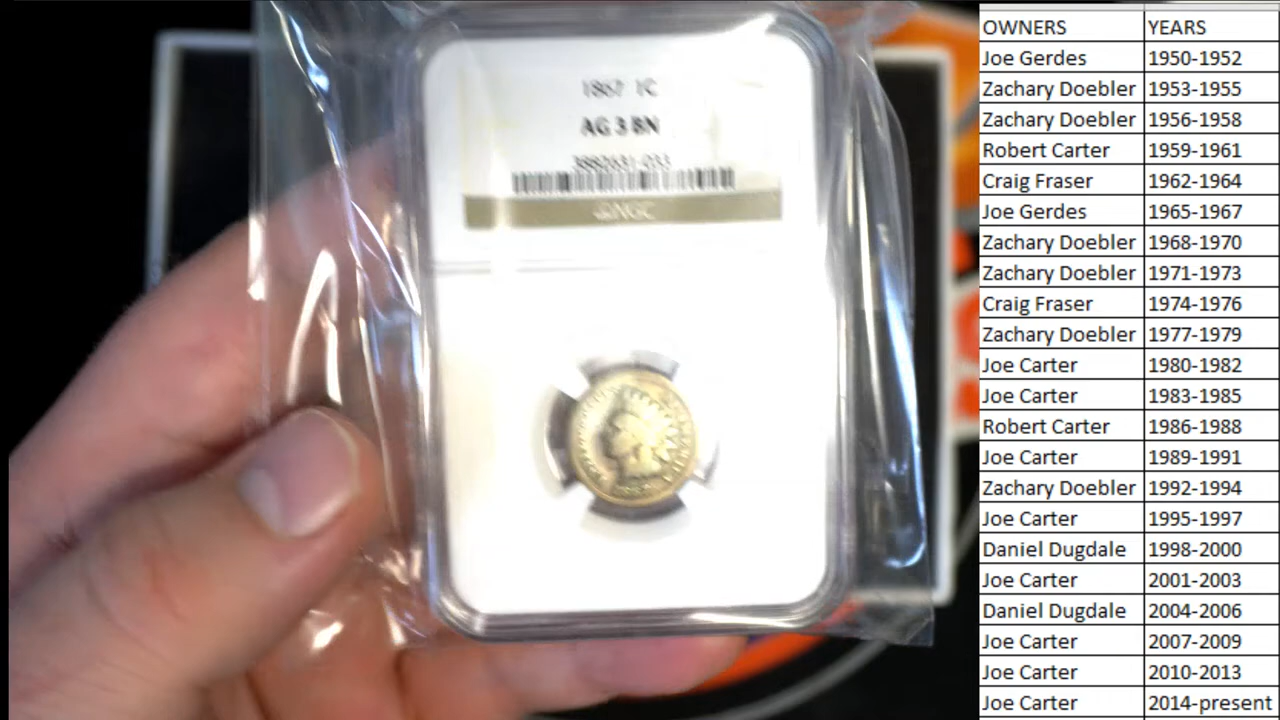 1867 1C
AG 3 BN
3880631-033
NGC
OWNERS YEARS
Joe Gerdes 1950-1952
Zachary Doebler 1953-1955
Zachary Doebler 1956-1958
Robert Carter 1959-1961
Craig Fraser 1962-1964
Joe Gerdes 1965-1967
Zachary Doebler 1968-1970
Zachary Doebler 1971-1973
Craig Fraser 1974-1976
Zachary Doebler 1977-1979
Joe Carter 1980-1982
Joe Carter 1983-1985
Robert Carter 1986-1988
Joe Carter 1989-1991
Zachary Doebler 1992-1994
Joe Carter 1995-1997
Daniel Dugdale 1998-2000
Joe Carter 2001-2003
Daniel Dugdale 2004-2006
Joe Carter 2007-2009
Joe Carter 2010-2013
Joe Carter 2014-present